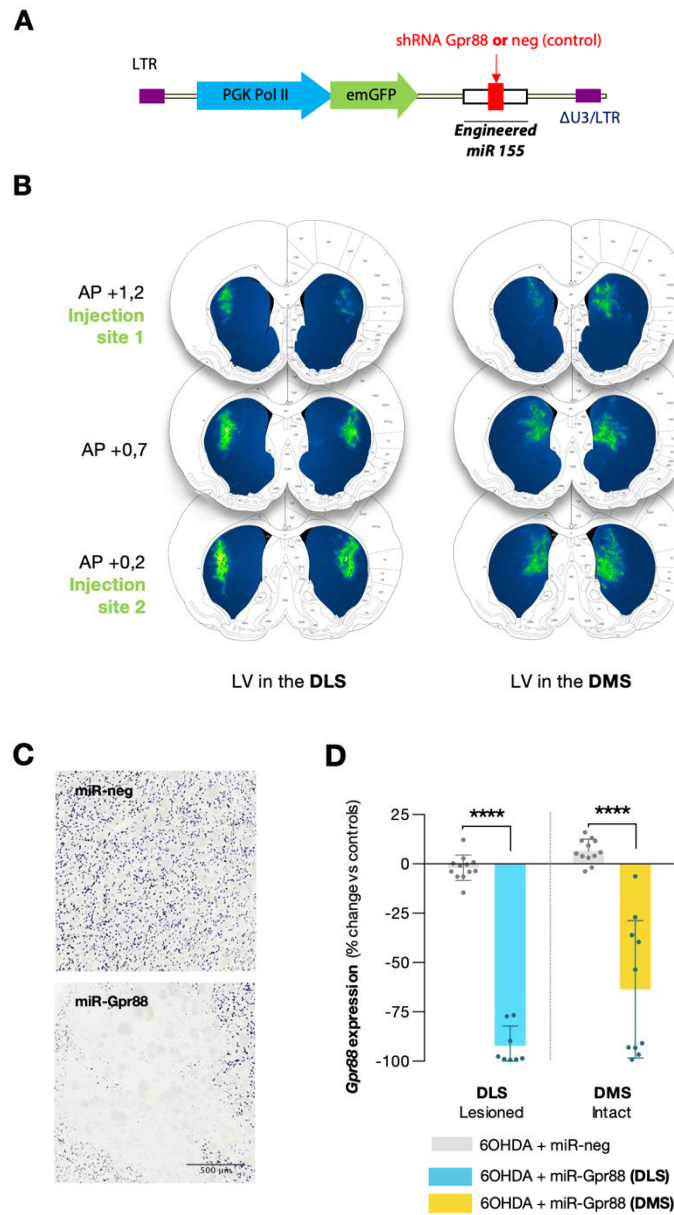 A
shRNA Gpr88 or neg (control)
LTR
PGK Pol II
emGFP
Engineered
miR 155
ΔU3/LTR
B
AP +1,2
Injection
site 1
AP +0,7
AP +0,2
Injection
site 2
LV in the DLS
LV in the DMS
C
miR-neg
miR-Gpr88
500 µm
D
Gpr88 expression (% change vs controls)
25
0
-25
-50
-75
-100
****
****
DLS
Lesioned
DMS
Intact
6OHDA + miR-neg
6OHDA + miR-Gpr88 (DLS)
6OHDA + miR-Gpr88 (DMS)